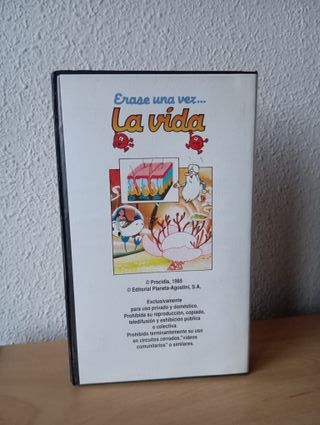 Erase una vez...
la vida
© Procidis, 1986
© Editorial Planeta-Agostini, S.A.
Exclusivamente
para uso privado y doméstico.
Prohibida su reproducción, copiado,
teledifusión y exhibición pública
o colectiva.
Prohibido terminantemente su uso
en circuitos cerrados, "videos
comunitarios" o similares.